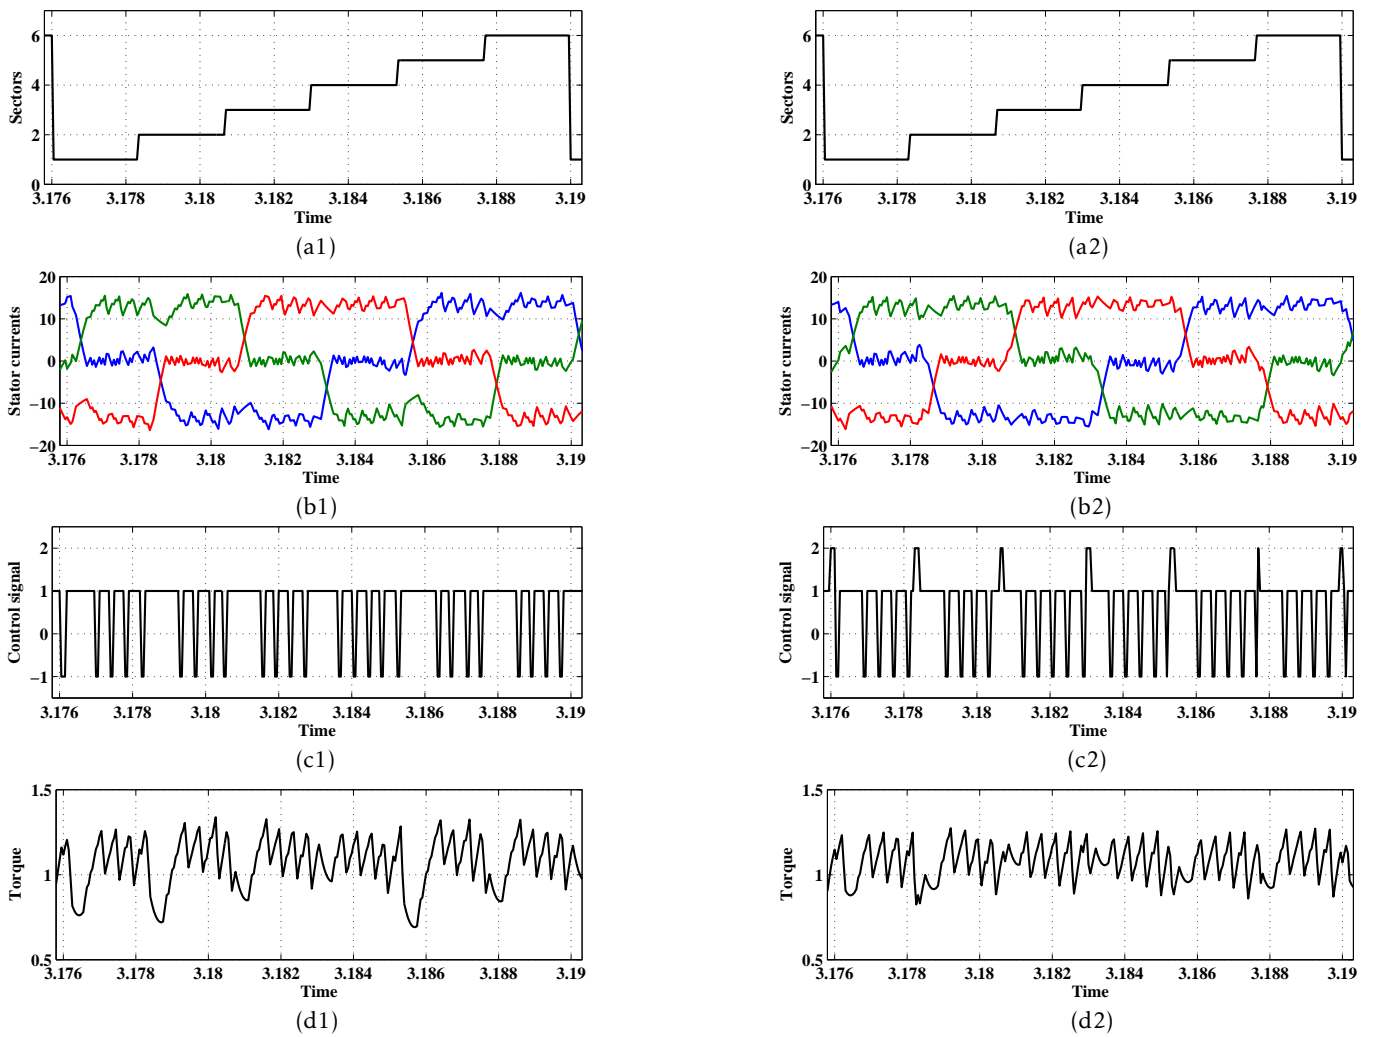 6
4
2
0
Sectors
3.176 3.178 3.18 3.182 3.184 3.186 3.188 3.19
Time
(a1)
6
4
2
0
Sectors
3.176 3.178 3.18 3.182 3.184 3.186 3.188 3.19
Time
(a2)
20
10
0
−10
−20
Stator currents
3.176 3.178 3.18 3.182 3.184 3.186 3.188 3.19
Time
(b1)
20
10
0
−10
−20
Stator currents
3.176 3.178 3.18 3.182 3.184 3.186 3.188 3.19
Time
(b2)
2
1
0
−1
Control signal
3.176 3.178 3.18 3.182 3.184 3.186 3.188 3.19
Time
(c1)
2
1
0
−1
Control signal
3.176 3.178 3.18 3.182 3.184 3.186 3.188 3.19
Time
(c2)
1.5
1
0.5
Torque
3.176 3.178 3.18 3.182 3.184 3.186 3.188 3.19
Time
(d1)
1.5
1
0.5
Torque
3.176 3.178 3.18 3.182 3.184 3.186 3.188 3.19
Time
(d2)